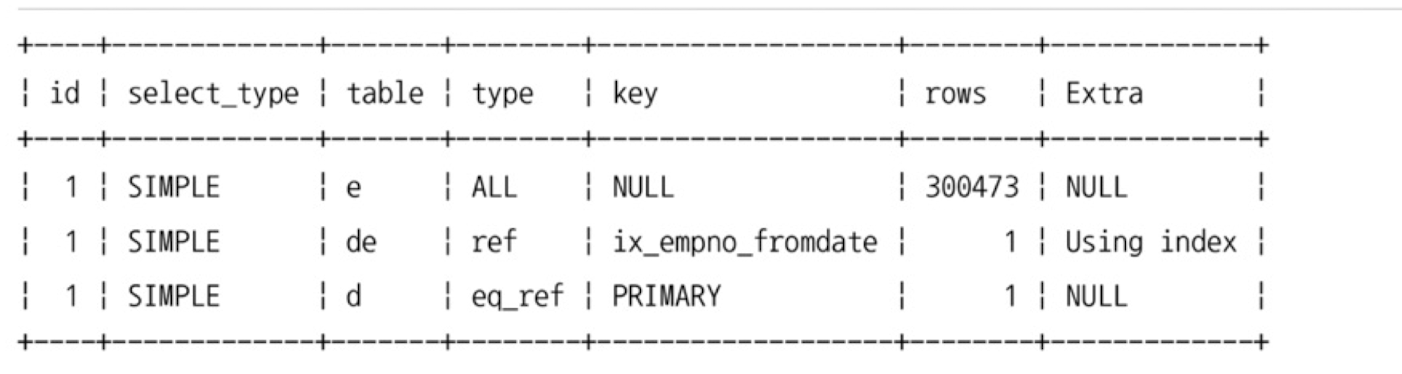 +----+-------------+-------+--------+-------------------+--------+-------------+
| id | select_type | table | type   | key               | rows   | Extra       |
+----+-------------+-------+--------+-------------------+--------+-------------+
|  1 | SIMPLE      | e     | ALL    | NULL              | 300473 | NULL        |
|  1 | SIMPLE      | de    | ref    | ix_empno_fromdate |      1 | Using index |
|  1 | SIMPLE      | d     | eq_ref | PRIMARY           |      1 | NULL        |
+----+-------------+-------+--------+-------------------+--------+-------------+